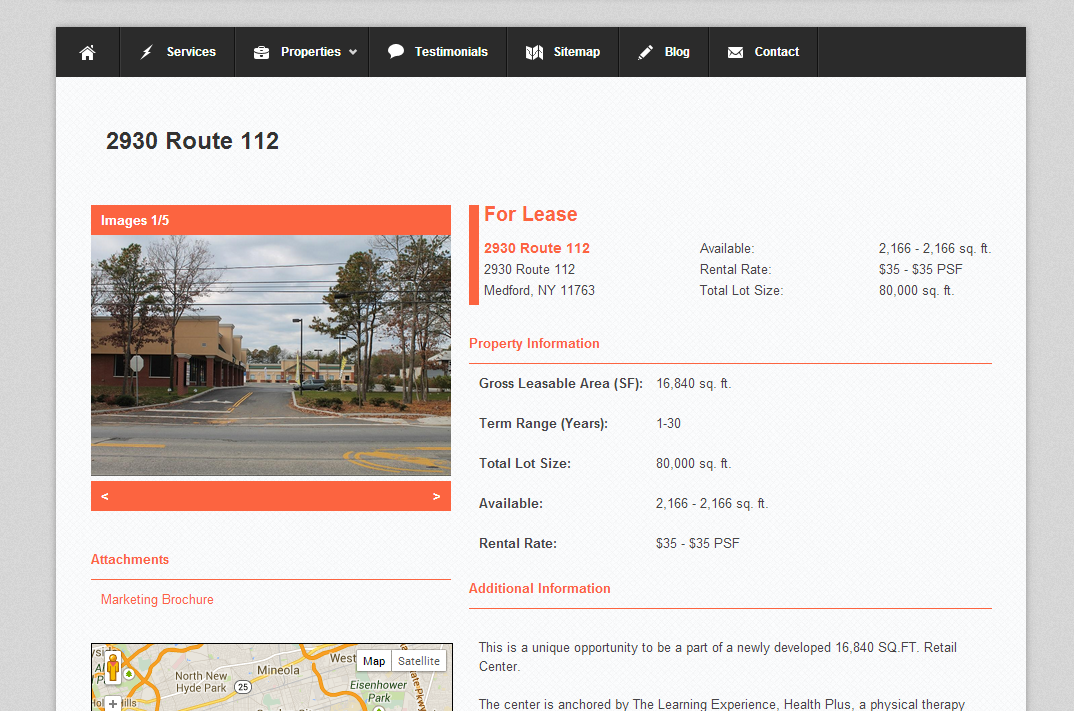 Services Properties Testimonials Sitemap Blog Contact
2930 Route 112
Images 1/5
< >
Attachments
Marketing Brochure
Map Satellite
North New
Hyde Park
25
Mineola
West
Eisenhower
Park
For Lease
2930 Route 112
2930 Route 112
Medford, NY 11763
Available: 2,166 - 2,166 sq. ft.
Rental Rate: $35 - $35 PSF
Total Lot Size: 80,000 sq. ft.
Property Information
Gross Leasable Area (SF): 16,840 sq. ft.
Term Range (Years): 1-30
Total Lot Size: 80,000 sq. ft.
Available: 2,166 - 2,166 sq. ft.
Rental Rate: $35 - $35 PSF
Additional Information
This is a unique opportunity to be a part of a newly developed 16,840 SQ.FT. Retail
Center.
The center is anchored by The Learning Experience, Health Plus, a physical therapy